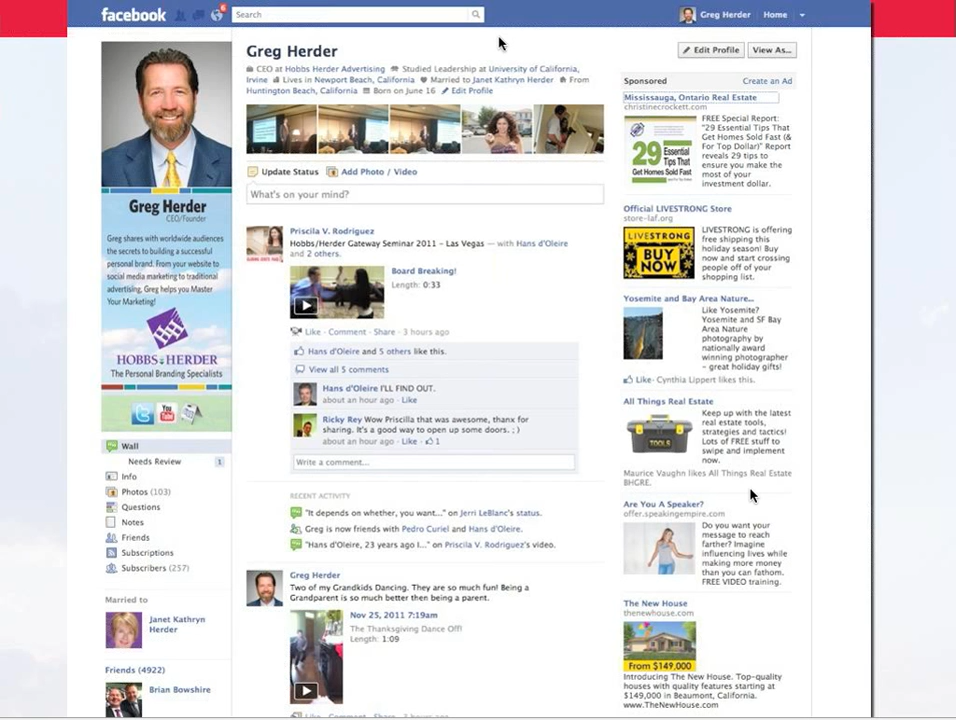 facebook
6
Search
Greg Herder
Home
Greg Herder
Edit Profile
View As...
CEO at Hobbs Herder Advertising Studied Leadership at University of California,
Irvine Lives in Newport Beach, California Married to Janet Kathryn Herder From
Huntington Beach, California Born on June 16 Edit Profile
Update Status Add Photo / Video
What's on your mind?
Greg Herder
CEO/Founder
Greg shares with worldwide audiences
the secrets to building a successful
personal brand. From your website to
social media marketing to traditional
advertising, Greg helps you Master
Your Marketing!
HOBBS HERDER
The Personal Branding Specialists
You
Tube
Wall
Needs Review 1
Info
Photos (103)
Questions
Notes
Friends
Subscriptions
Subscribers (257)
Married to
Janet Kathryn
Herder
Friends (4922)
Brian Bowshire
Priscila V. Rodriguez
Hobbs/Herder Gateway Seminar 2011 - Las Vegas — with Hans d'Oleire
and 2 others.
Board Breaking!
Length: 0:33
Like · Comment · Share · 3 hours ago
Hans d'Oleire and 5 others like this.
View all 5 comments
Hans d'Oleire I'LL FIND OUT.
about an hour ago · Like
Ricky Rey Wow Priscilla that was awesome, thanx for
sharing. It's a good way to open up some doors. ; )
about an hour ago · Like · 1
Write a comment...
RECENT ACTIVITY
"It depends on whether, you want..." on Jerri LeBlanc's status.
Greg is now friends with Pedro Curiel and Hans d'Oleire.
"Hans d'Oleire, 23 years ago I..." on Priscila V. Rodriguez's video.
Greg Herder
Two of my Grandkids Dancing. They are so much fun! Being a
Grandparent is so much better then being a parent.
Nov 25, 2011 7:19am
The Thanksgiving Dance Off!
Length: 1:09
Like · Comment · Share · 3 hours ago
Sponsored
Create an Ad
Mississauga, Ontario Real Estate
christinecrockett.com
29 Essential
Tips That
Get Homes Sold Fast
FREE Special Report:
"29 Essential Tips That
Get Homes Sold Fast (&
For Top Dollar)" Report
reveals 29 tips to
ensure you make the
most of your
investment dollar.
Official LIVESTRONG Store
store-laf.org
LIVESTRONG
BUY
NOW
LIVESTRONG is offering
free shipping this
holiday season! Buy
now and start crossing
people off of your
shopping list.
Yosemite and Bay Area Nature...
Like Yosemite?
Yosemite and SF Bay
Area Nature
photography by
nationally award
winning photographer
- great holiday gifts!
Like · Cynthia Lippert likes this.
All Things Real Estate
TOOLS
Keep up with the latest
real estate tools,
strategies and tactics!
Lots of FREE stuff to
swipe and implement
now.
Maurice Vaughn likes All Things Real Estate
BHGRE.
Are You A Speaker?
offer.speakingempire.com
Do you want your
message to reach
farther? Imagine
influencing lives while
making more money
than you can fathom.
FREE VIDEO training.
The New House
thenewhouse.com
From $149,000
Introducing The New House. Top-quality
houses with quality features starting at
$149,000 in Beaumont, California.
www.TheNewHouse.com